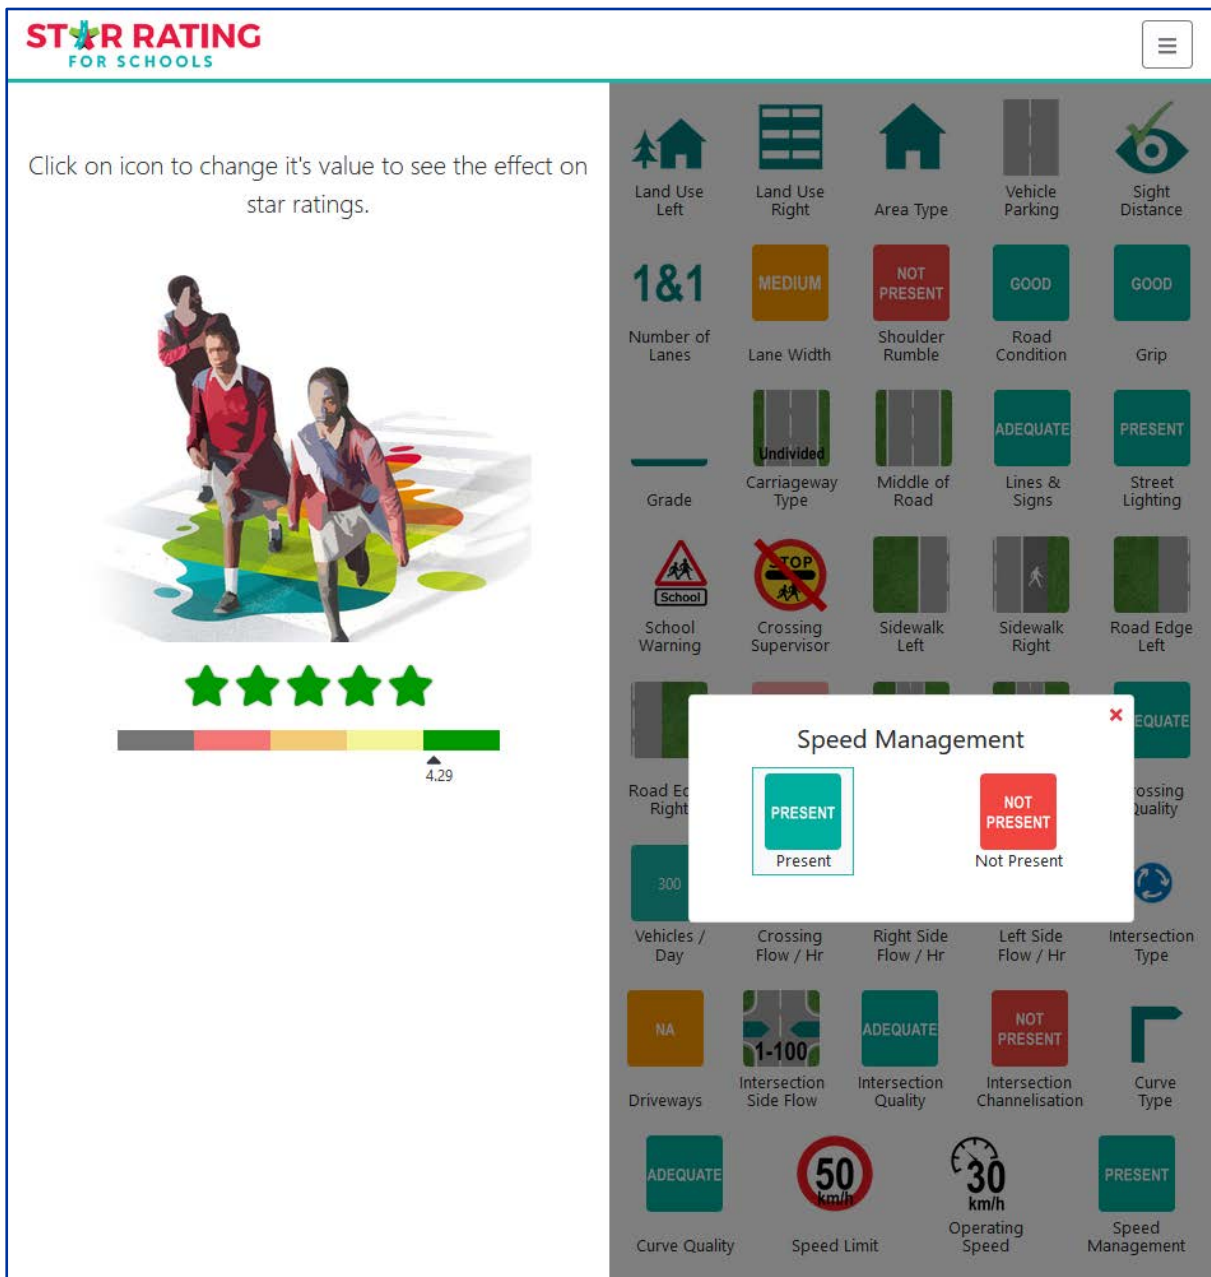 STAR RATING
FOR SCHOOLS
Click on icon to change it's value to see the effect on
star ratings.
4.29
Land Use
Left
Land Use
Right
Area Type
Vehicle
Parking
Sight
Distance
1&1
MEDIUM
NOT
PRESENT
GOOD
GOOD
Number of
Lanes
Lane Width
Shoulder
Rumble
Road
Condition
Grip
Undivided
ADEQUATE
PRESENT
Grade
Carriageway
Type
Middle of
Road
Lines &
Signs
Street
Lighting
School
STOP
School
Warning
Crossing
Supervisor
Sidewalk
Left
Sidewalk
Right
Road Edge
Left
EQUATE
Speed Management
PRESENT
Present
NOT
PRESENT
Not Present
Road Ed
Right
ossing
Quality
300
Vehicles /
Day
Crossing
Flow / Hr
Right Side
Flow / Hr
Left Side
Flow / Hr
Intersection
Type
NA
1-100
ADEQUATE
NOT
PRESENT
Driveways
Intersection
Side Flow
Intersection
Quality
Intersection
Channelisation
Curve
Type
ADEQUATE
50
km/h
30
km/h
PRESENT
Curve Quality
Speed Limit
Operating
Speed
Speed
Management